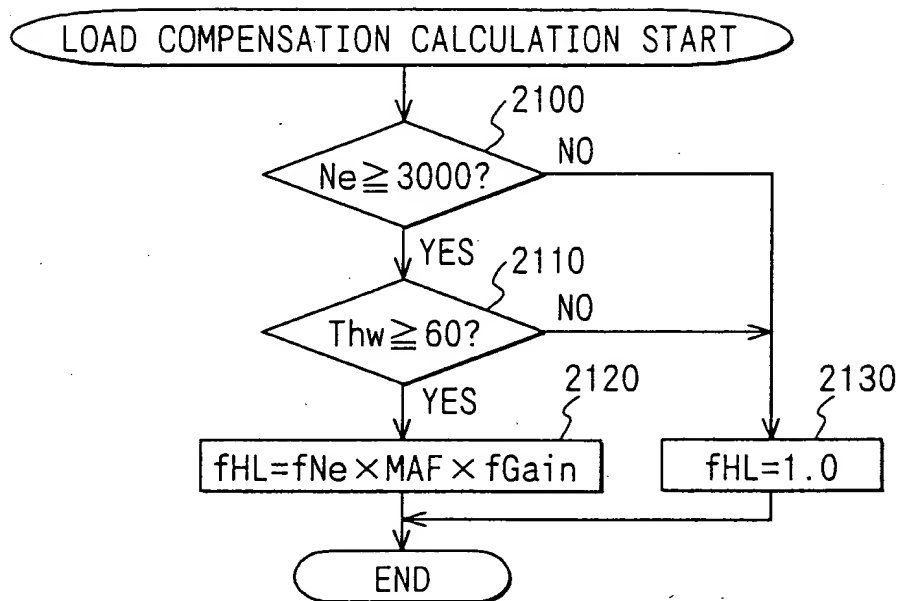 LOAD COMPENSATION CALCULATION START
2100
Ne≧3000?
NO
YES
2110
Thw≧60?
NO
YES
2120
fHL=fNe×MAF×fGain
2130
fHL=1.0
END